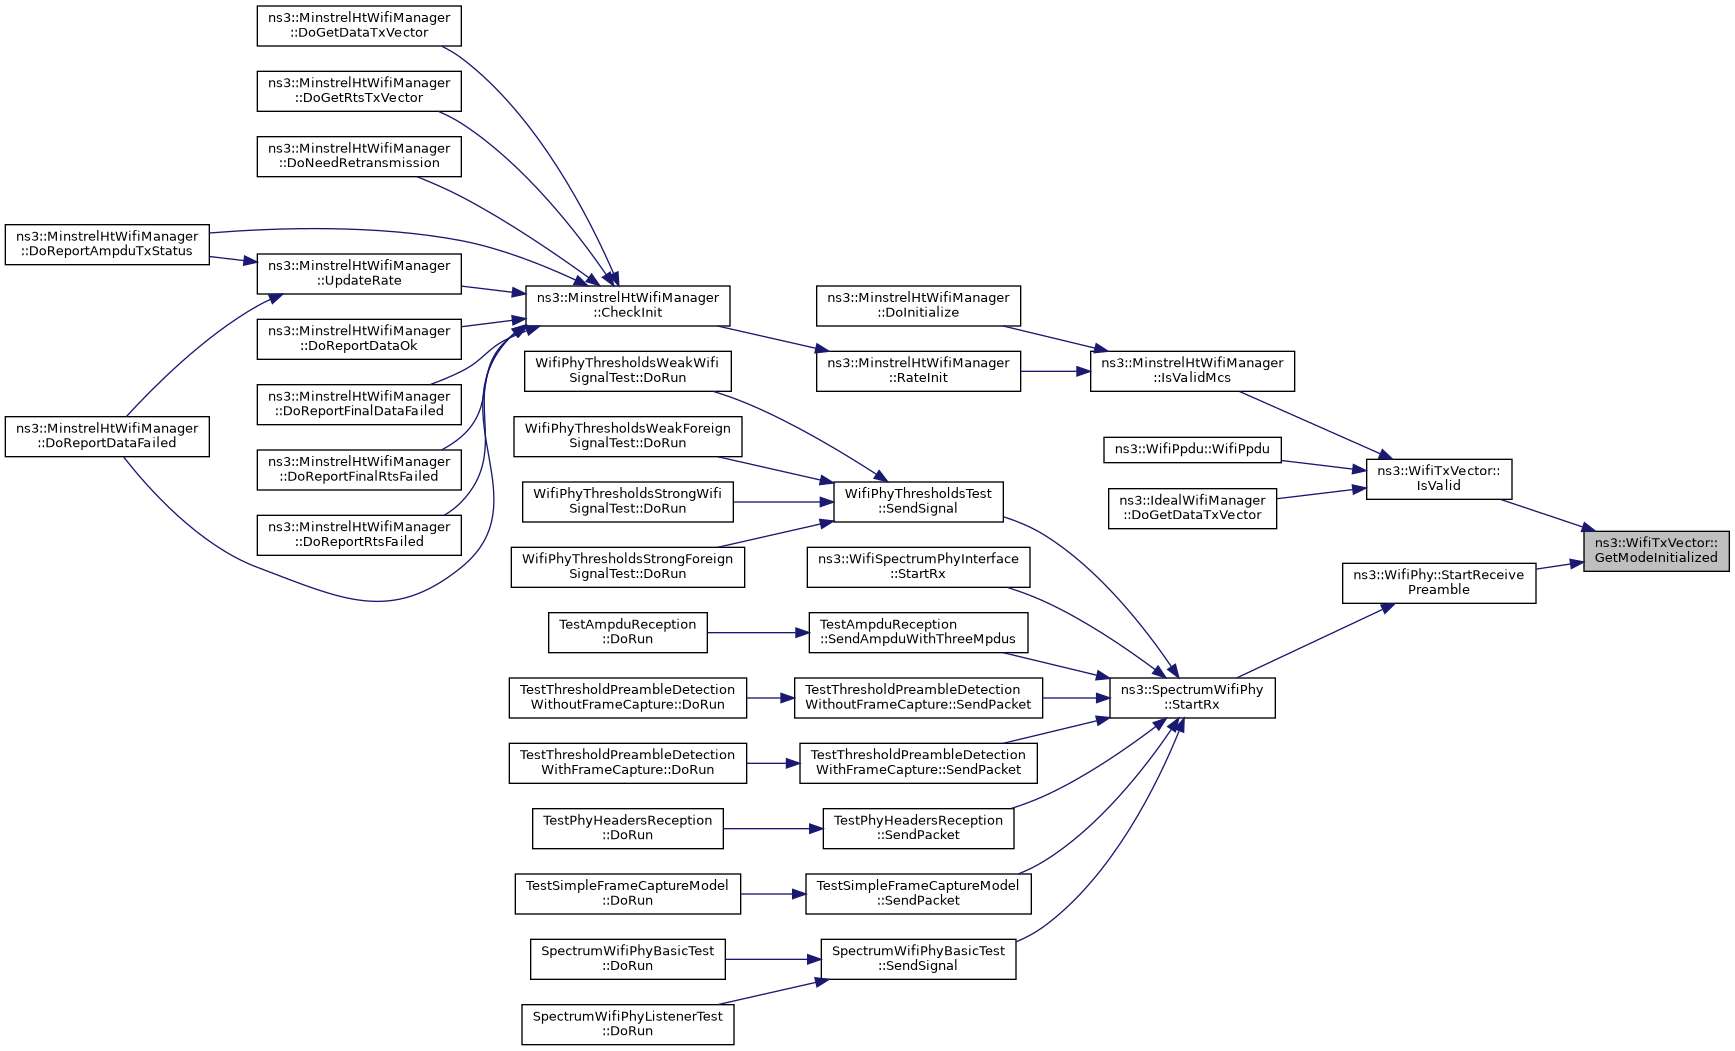 ns3::MinstrelHtWifiManager
::DoGetDataTxVector
ns3::MinstrelHtWifiManager
::DoGetRtsTxVector
ns3::MinstrelHtWifiManager
::DoNeedRetransmission
ns3::MinstrelHtWifiManager
::DoReportAmpduTxStatus
ns3::MinstrelHtWifiManager
::UpdateRate
ns3::MinstrelHtWifiManager
::DoReportDataOk
ns3::MinstrelHtWifiManager
::DoReportFinalDataFailed
ns3::MinstrelHtWifiManager
::DoReportDataFailed
ns3::MinstrelHtWifiManager
::DoReportFinalRtsFailed
ns3::MinstrelHtWifiManager
::DoReportRtsFailed
ns3::MinstrelHtWifiManager
::CheckInit
WifiPhyThresholdsWeakWifi
SignalTest::DoRun
WifiPhyThresholdsWeakForeign
SignalTest::DoRun
WifiPhyThresholdsStrongWifi
SignalTest::DoRun
WifiPhyThresholdsStrongForeign
SignalTest::DoRun
TestAmpduReception
::DoRun
TestThresholdPreambleDetection
WithoutFrameCapture::DoRun
TestThresholdPreambleDetection
WithFrameCapture::DoRun
TestPhyHeadersReception
::DoRun
TestSimpleFrameCaptureModel
::DoRun
SpectrumWifiPhyBasicTest
::DoRun
SpectrumWifiPhyListenerTest
::DoRun
ns3::MinstrelHtWifiManager
::DoInitialize
ns3::MinstrelHtWifiManager
::RateInit
WifiPhyThresholdsTest
::SendSignal
ns3::WifiSpectrumPhyInterface
::StartRx
TestAmpduReception
::SendAmpduWithThreeMpdus
TestThresholdPreambleDetection
WithoutFrameCapture::SendPacket
TestThresholdPreambleDetection
WithFrameCapture::SendPacket
TestPhyHeadersReception
::SendPacket
TestSimpleFrameCaptureModel
::SendPacket
SpectrumWifiPhyBasicTest
::SendSignal
ns3::MinstrelHtWifiManager
::IsValidMcs
ns3::WifiPpdu::WifiPpdu
ns3::IdealWifiManager
::DoGetDataTxVector
ns3::SpectrumWifiPhy
::StartRx
ns3::WifiTxVector::
IsValid
ns3::WifiPhy::StartReceive
Preamble
ns3::WifiTxVector::
GetModeInitialized